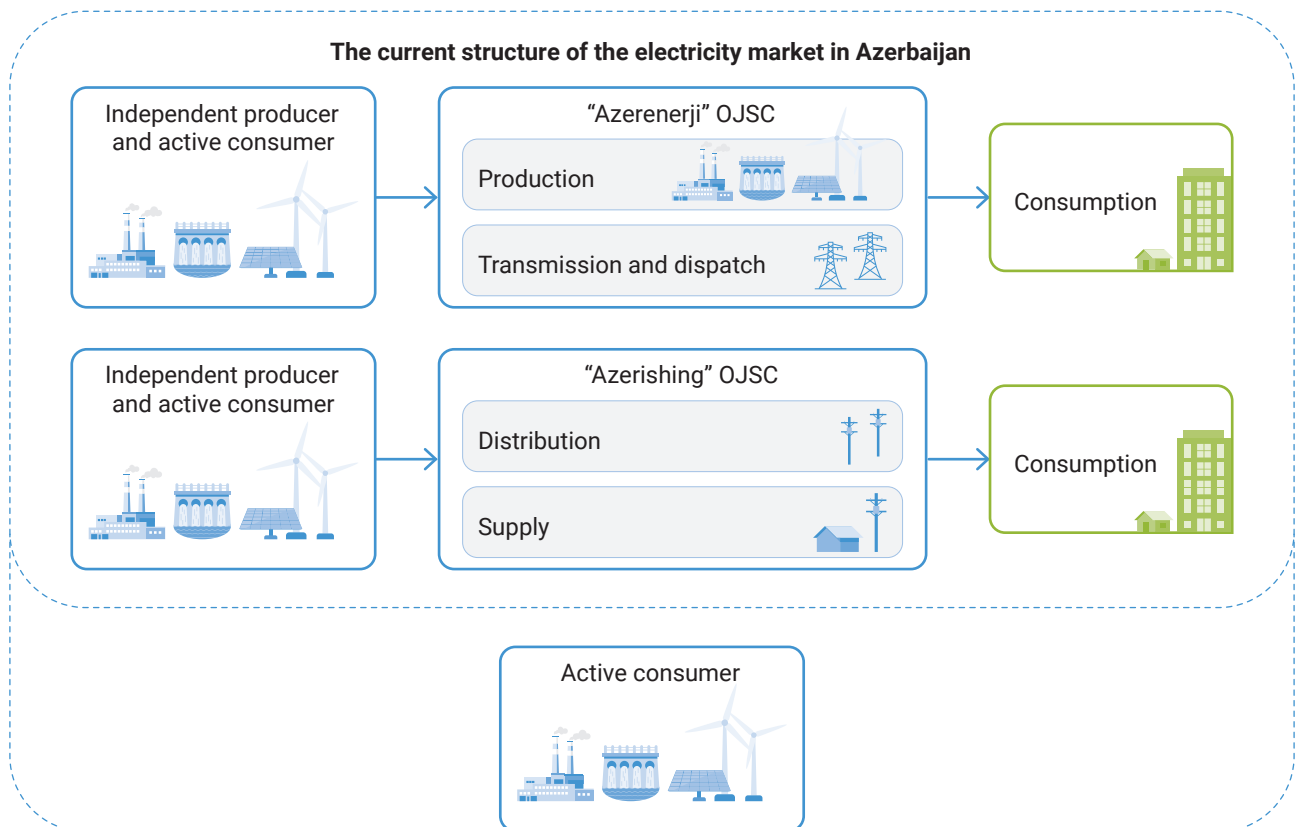 The current structure of the electricity market in Azerbaijan
Independent producer
and active consumer
“Azerenerji” OJSC
Production
Transmission and dispatch
Consumption
Independent producer
and active consumer
“Azerishing” OJSC
Distribution
Supply
Consumption
Active consumer